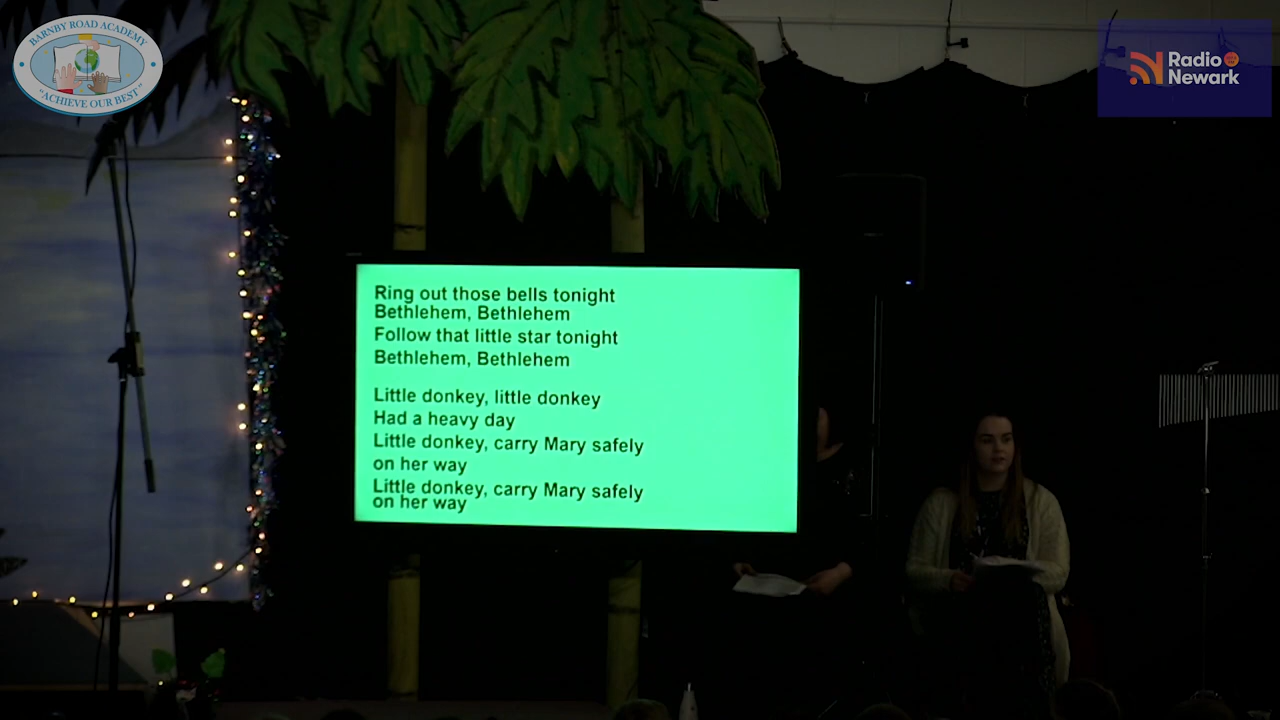 BARNBY ROAD ACADEMY
"ACHIEVE OUR BEST"
Radio
Newark
Ring out those bells tonight
Bethlehem, Bethlehem
Follow that little star tonight
Bethlehem, Bethlehem
Little donkey, little donkey
Had a heavy day
Little donkey, carry Mary safely
on her way
Little donkey, carry Mary safely
on her way